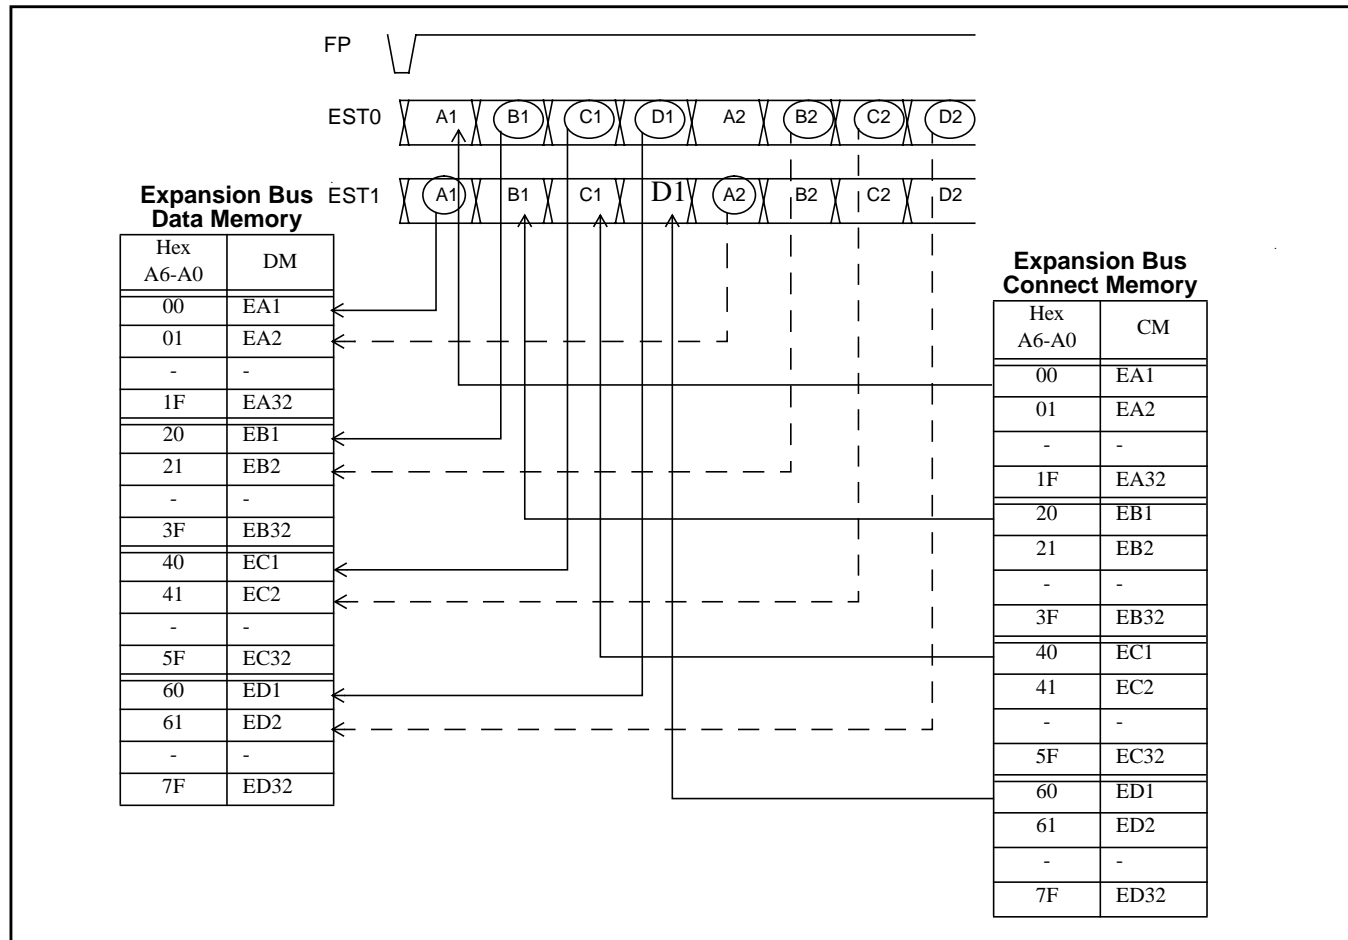 FP
EST0 A1 B1 C1 D1 A2 B2 C2 D2
EST1 A1 B1 C1 D1 A2 B2 C2 D2
Expansion Bus
Data Memory
Hex
A6-A0 DM
00 EA1
01 EA2
- -
1F EA32
20 EB1
21 EB2
- -
3F EB32
40 EC1
41 EC2
- -
5F EC32
60 ED1
61 ED2
- -
7F ED32
Expansion Bus
Connect Memory
Hex
A6-A0 CM
00 EA1
01 EA2
- -
1F EA32
20 EB1
21 EB2
- -
3F EB32
40 EC1
41 EC2
- -
5F EC32
60 ED1
61 ED2
- -
7F ED32